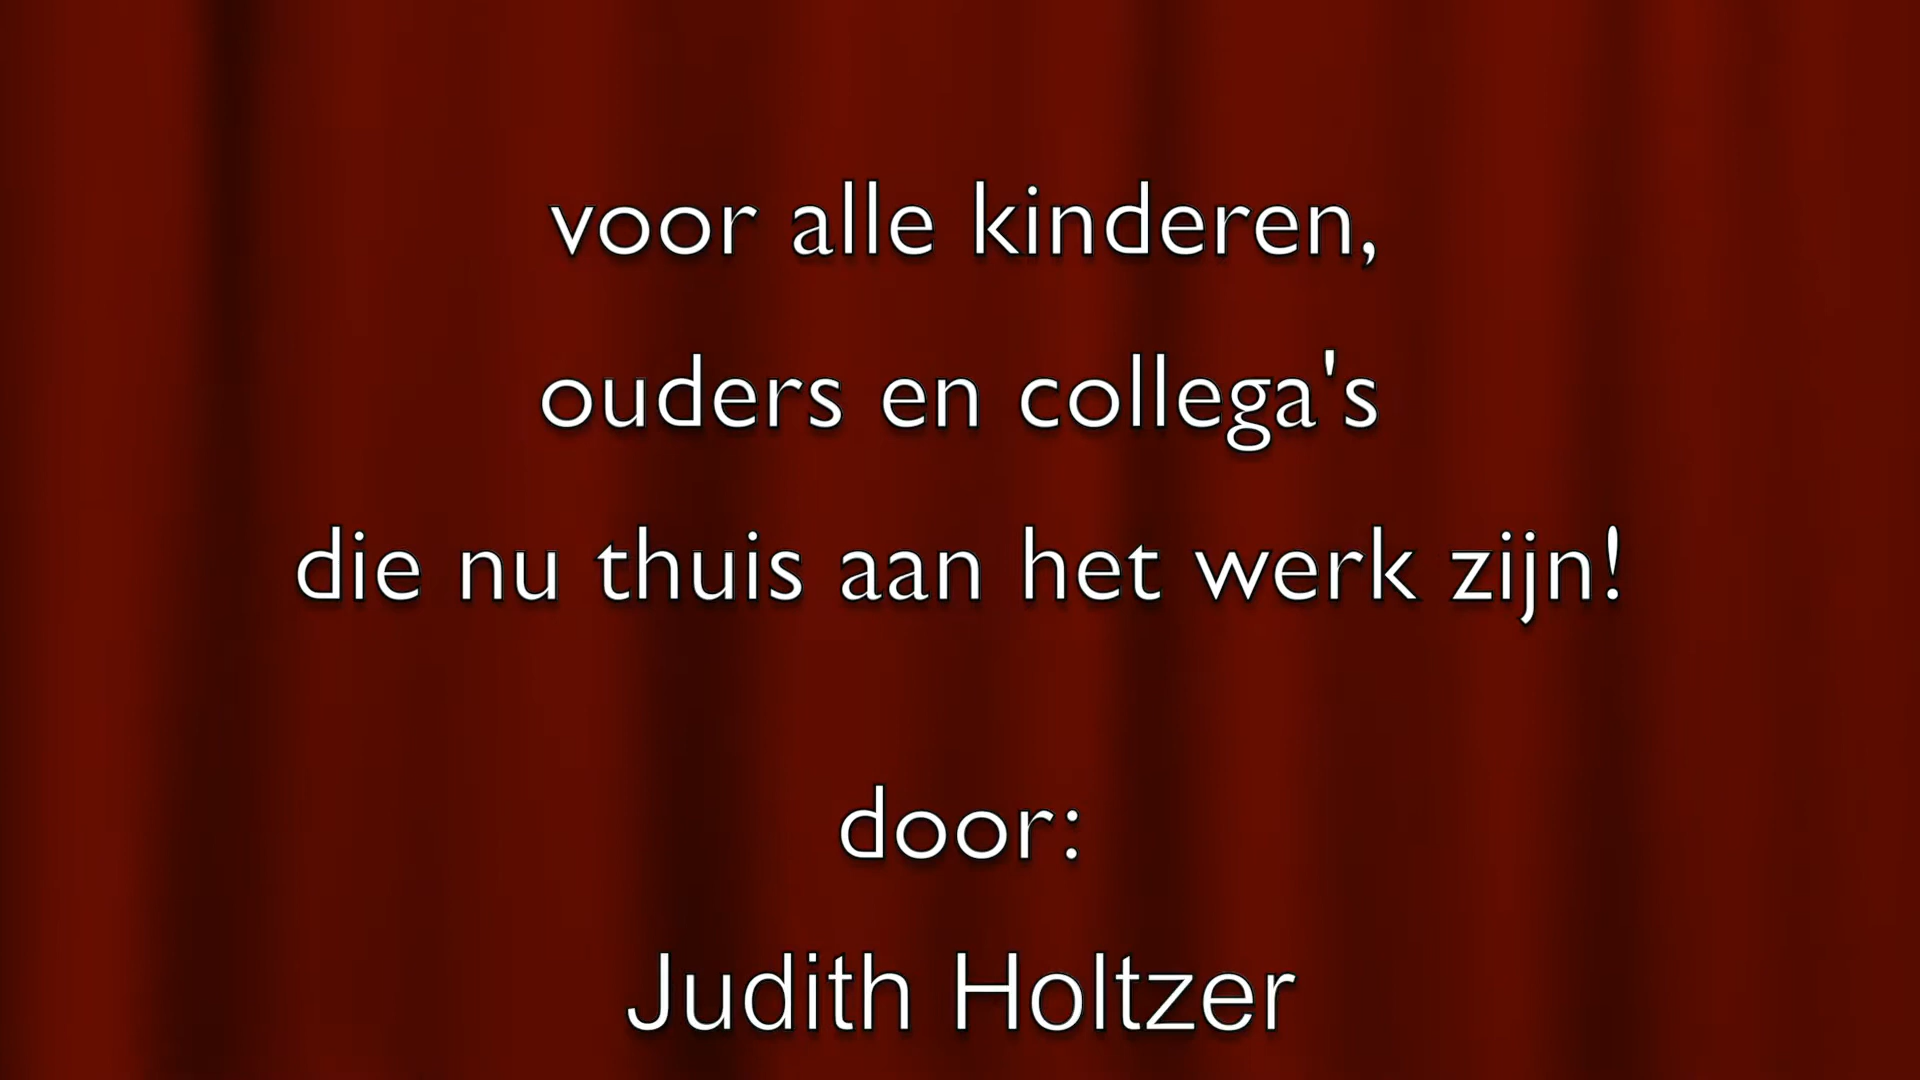 voor alle kinderen,
ouders en collega's
die nu thuis aan het werk zijn!
door:
Judith Holtzer